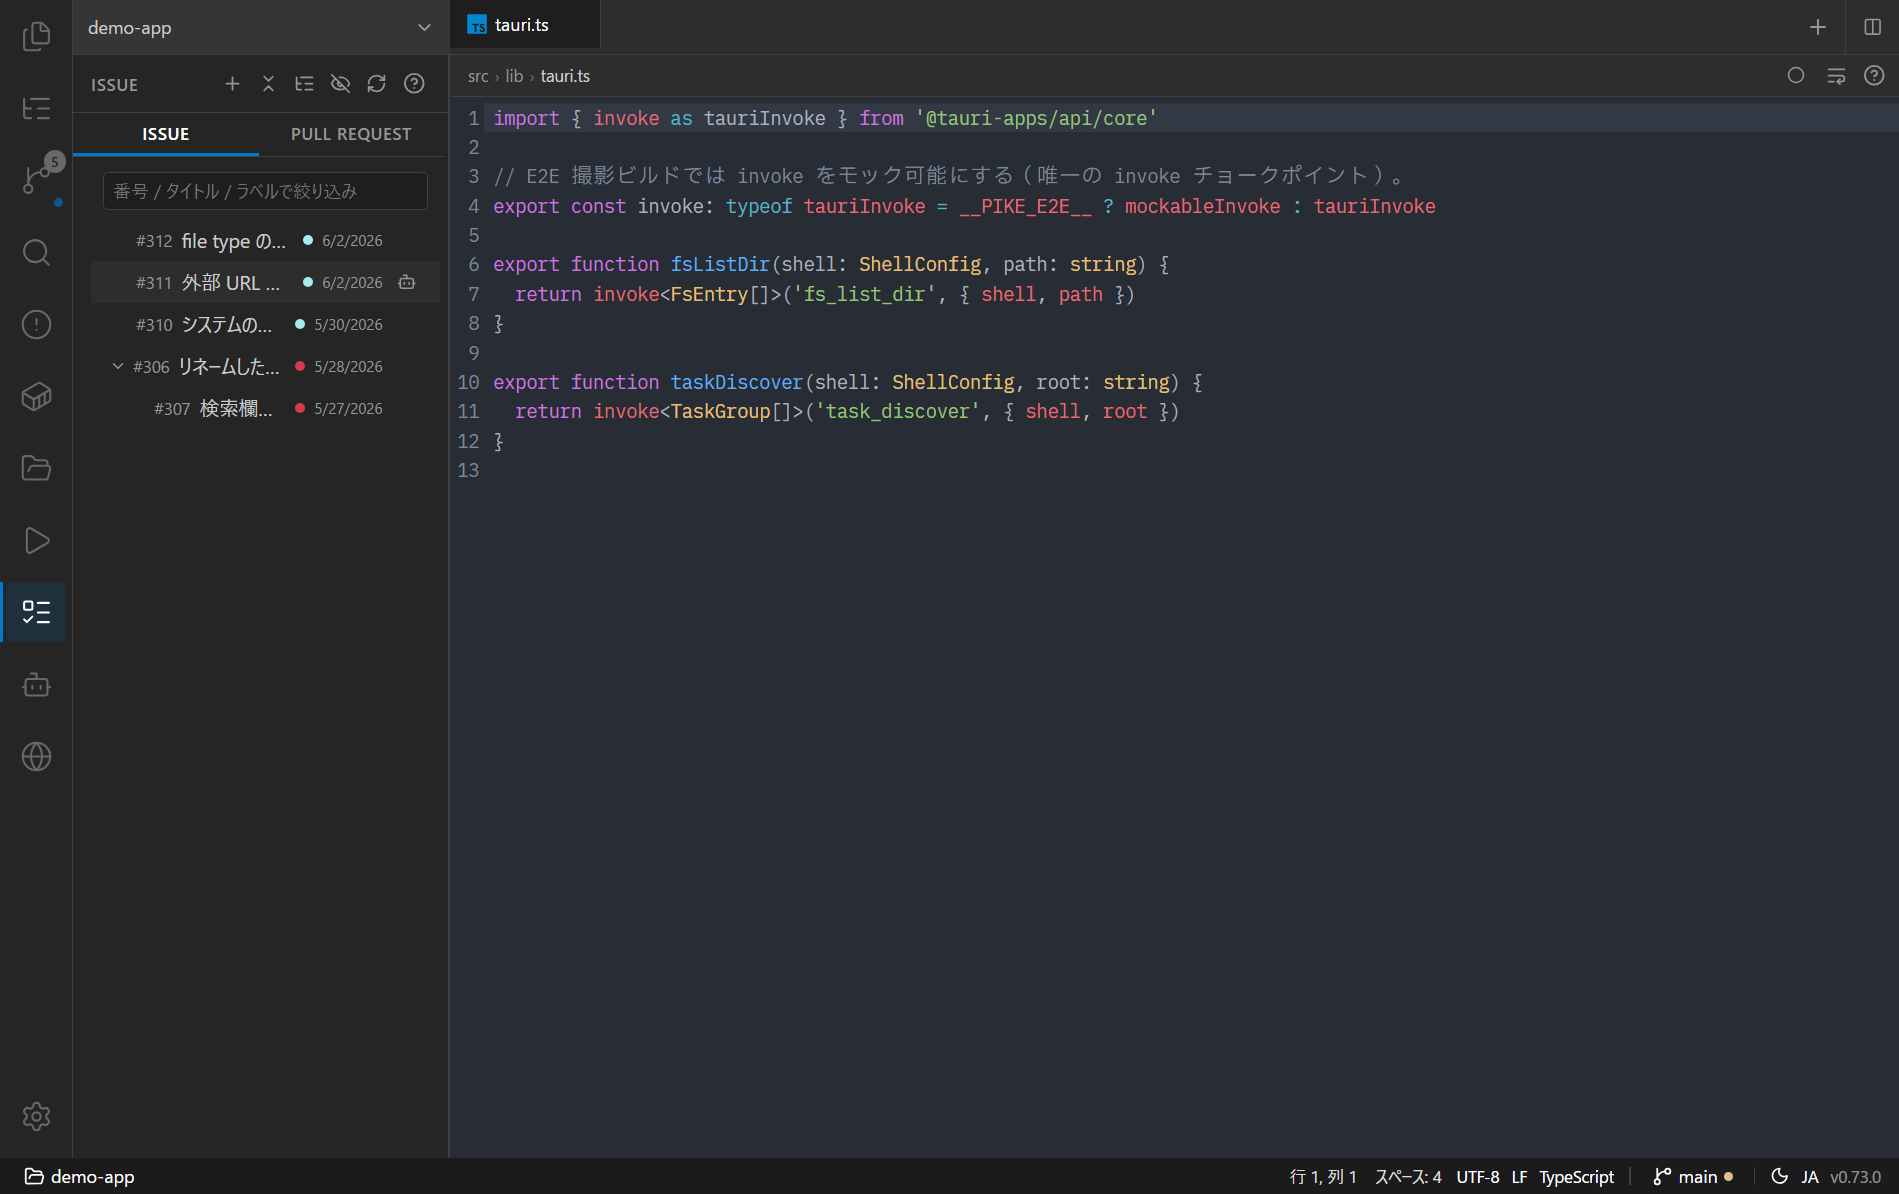 demo-app
ISSUE
ISSUE
PULL REQUEST
番号 / タイトル / ラベルで絞り込み
#312 file type の... 6/2/2026
#311 外部 URL ... 6/2/2026
#310 システムの... 5/30/2026
#306 リネームした... 5/28/2026
#307 検索欄... 5/27/2026
5
TS tauri.ts
src › lib › tauri.ts
1 import { invoke as tauriInvoke } from '@tauri-apps/api/core'
2
3 // E2E 撮影ビルドでは invoke をモック可能にする（唯一の invoke チョークポイント）。
4 export const invoke: typeof tauriInvoke = __PIKE_E2E__ ? mockableInvoke : tauriInvoke
5
6 export function fsListDir(shell: ShellConfig, path: string) {
7   return invoke<FsEntry[]>('fs_list_dir', { shell, path })
8 }
9
10 export function taskDiscover(shell: ShellConfig, root: string) {
11   return invoke<TaskGroup[]>('task_discover', { shell, root })
12 }
13
demo-app
行 1, 列 1 スペース: 4 UTF-8 LF TypeScript main JA v0.73.0